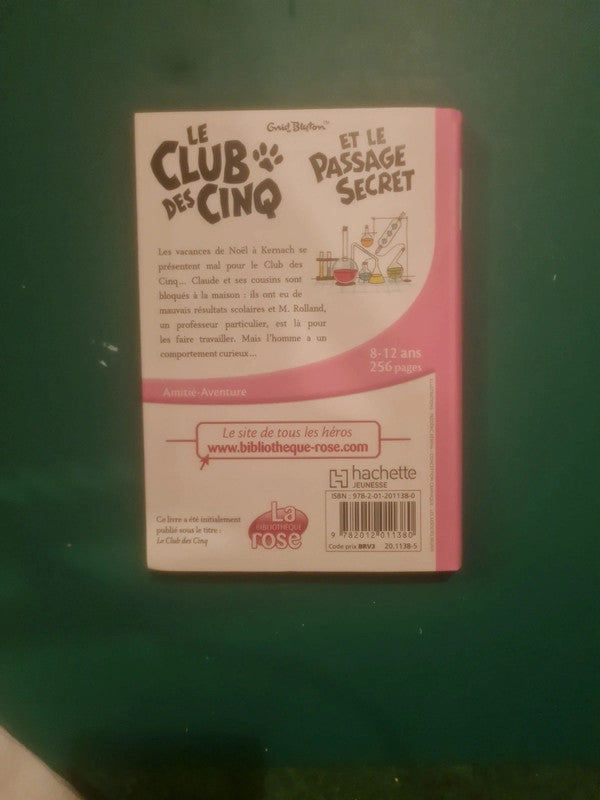 Enid Blyton™
LE
CLUB
DES CINQ
ET LE
PASSAGE
SECRET
Les vacances de Noël à Kernach se
présentent mal pour le Club des
Cinq... Claude et ses cousins sont
bloqués à la maison : ils ont eu de
mauvais résultats scolaires et M. Rolland,
un professeur particulier, est là pour
les faire travailler. Mais l'homme a un
comportement curieux...
8-12 ans
256 pages
Amitié-Aventure
Le site de tous les héros
www.bibliotheque-rose.com
hachette
JEUNESSE
ISBN : 978-2-01-201138-0
9 782012 011380
Code prix BRV3 20.1138-5
Ce livre a été initialement
publié sous le titre :
Le Club des Cinq
La
BIBLIOTHÈQUE
rose